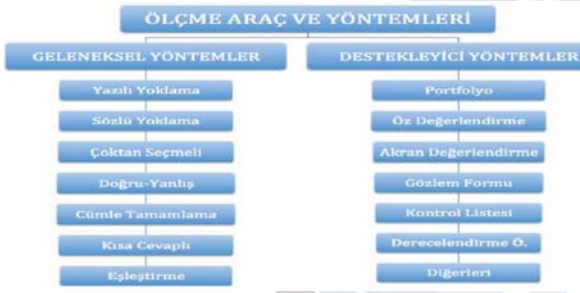 ÖLÇME ARAÇ VE YÖNTEMLERİ
GELENEKSEL YÖNTEMLER
Yazılı Yoklama
Sözlü Yoklama
Çoktan Seçmeli
Doğru-Yanlış
Cümle Tamamlama
Kısa Cevaplı
Eşleştirme
DESTEKLEYİCİ YÖNTEMLER
Portfolyo
Öz Değerlendirme
Akran Değerlendirme
Gözlem Formu
Kontrol Listesi
Derecelendirme Ö.
Diğerleri